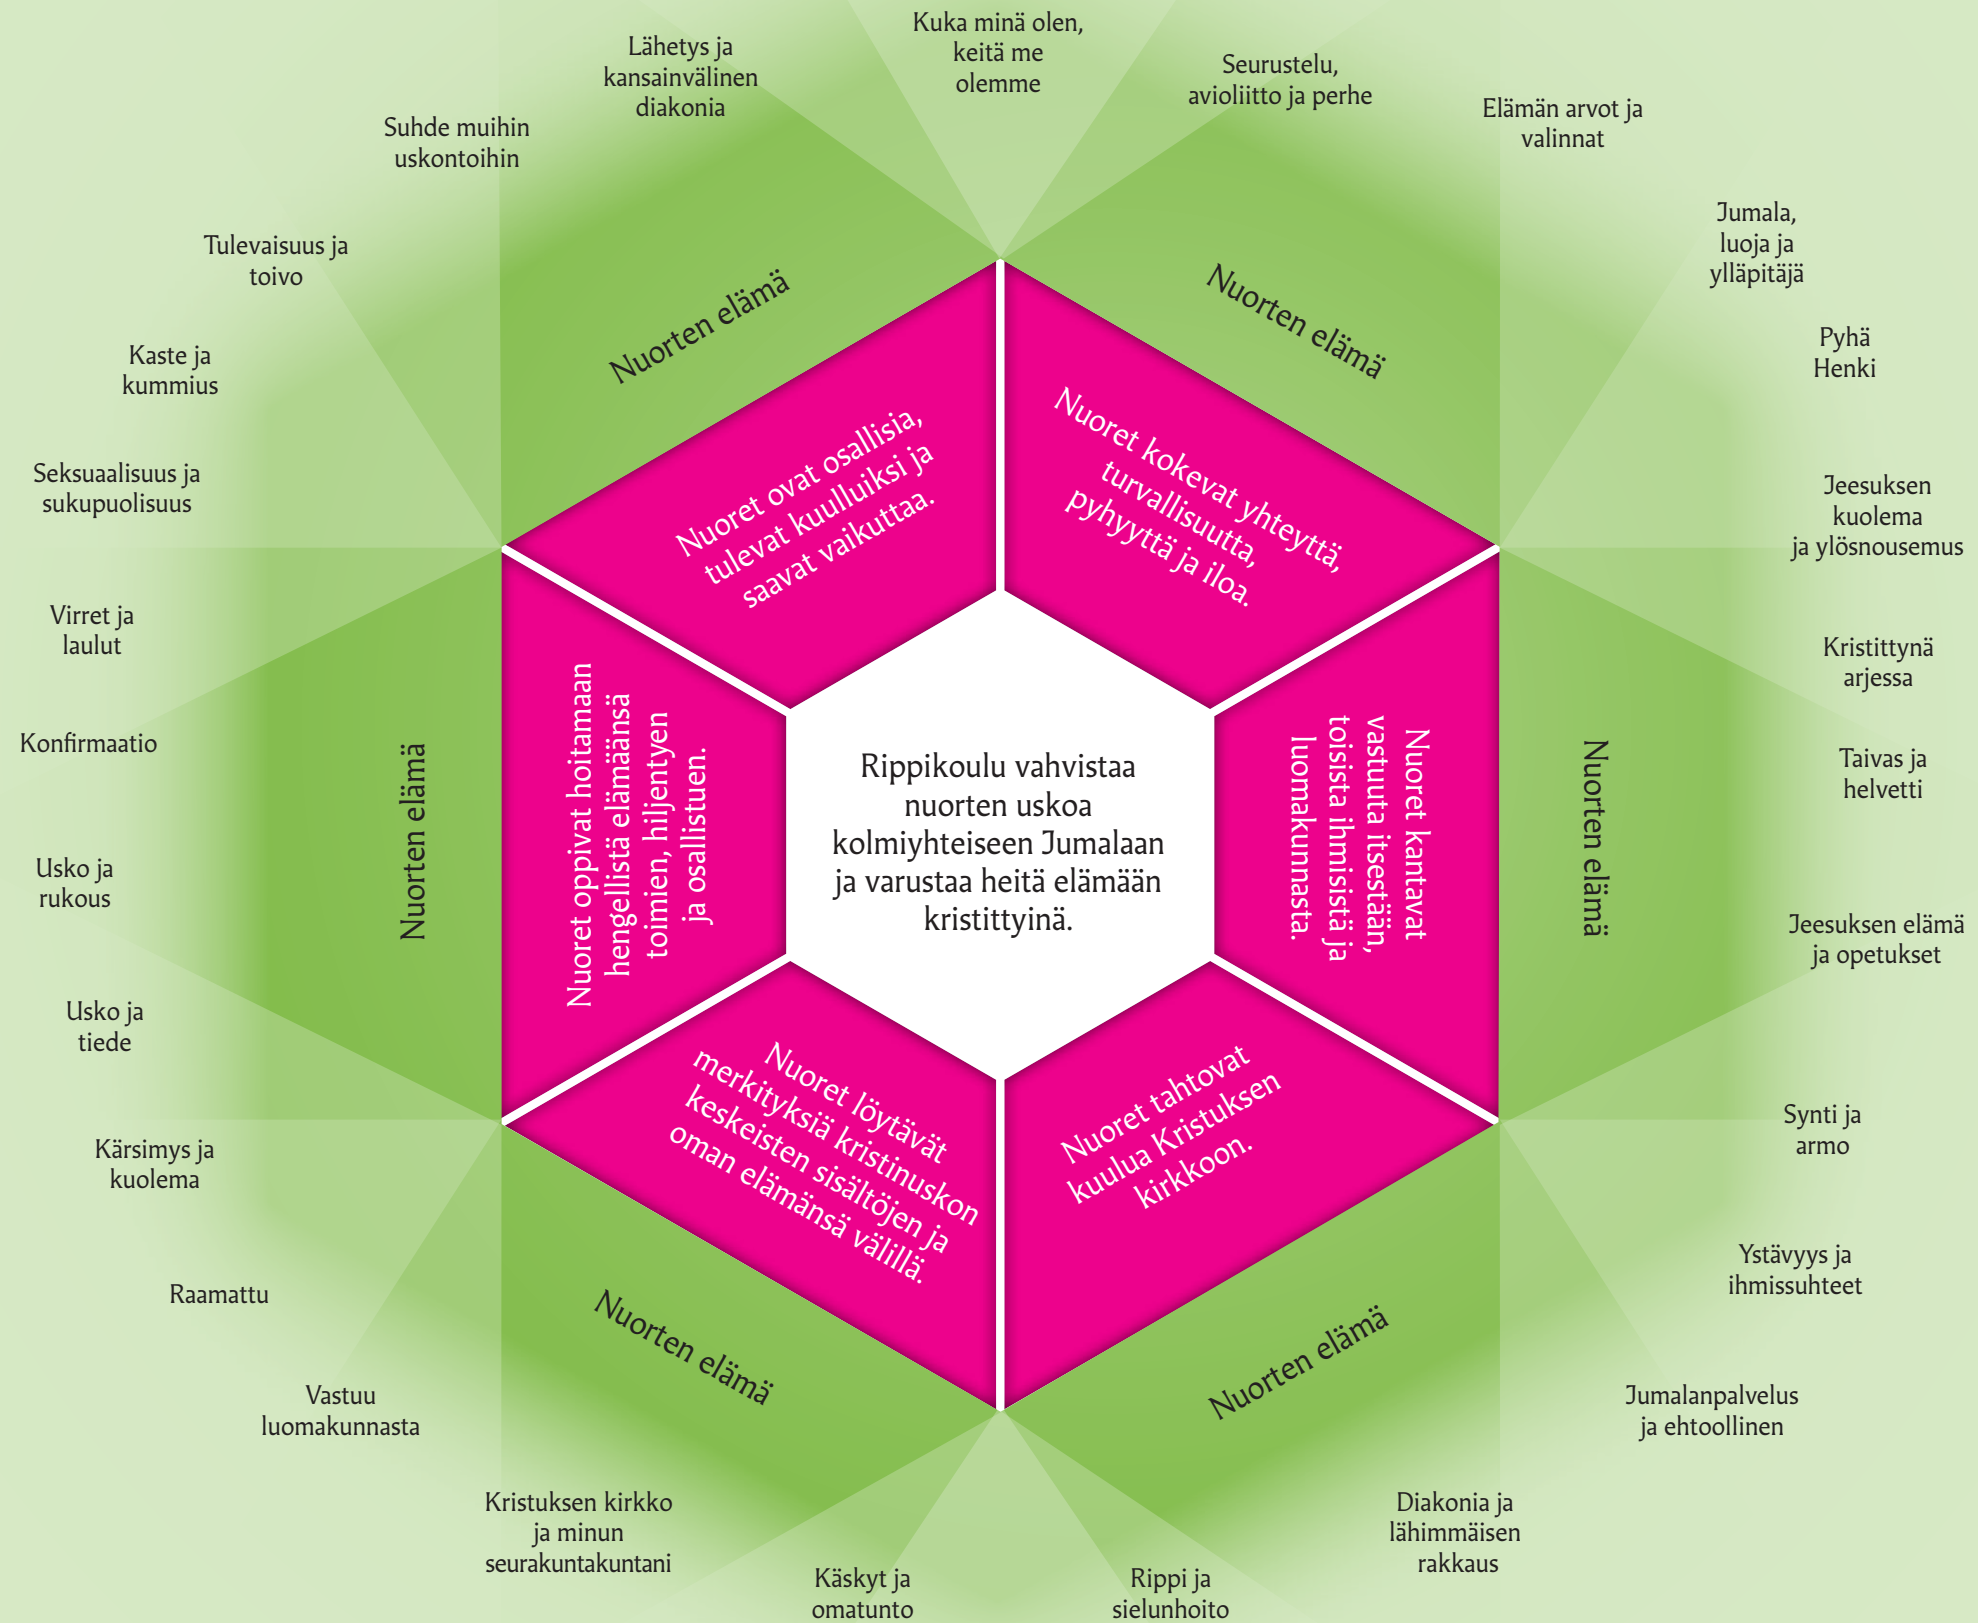 Kuka minä olen,
keitä me
olemme
Seurustelu,
avioliitto ja perhe
Elämän arvot ja
valinnat
Jumala,
luoja ja
ylläpitäjä
Pyhä
Henki
Jeesuksen
kuolema
ja ylösnousemus
Kristittynä
arjessa
Taivas ja
helvetti
Jeesuksen elämä
ja opetukset
Synti ja
armo
Ystävyys ja
ihmissuhteet
Jumalanpalvelus
ja ehtoollinen
Diakonia ja
lähimmäisen
rakkaus
Rippi ja
sielunhoito
Käskyt ja
omatunto
Kristuksen kirkko
ja minun
seurakuntakuntani
Vastuu
luomakunnasta
Raamattu
Kärsimys ja
kuolema
Usko ja
tiede
Usko ja
rukous
Konfirmaatio
Virret ja
laulut
Seksuaalisuus ja
sukupuolisuus
Kaste ja
kummius
Tulevaisuus ja
toivo
Suhde muihin
uskontoihin
Lähetys ja
kansainvälinen
diakonia
Nuorten elämä
Nuorten elämä
Nuorten elämä
Nuorten elämä
Nuorten elämä
Nuorten elämä
Nuoret ovat osallisia,
tulevat kuulluiksi ja
saavat vaikuttaa.
Nuoret kokevat yhteyttä,
turvallisuutta,
pyhyyttä ja iloa.
Nuoret kantavat
vastuuta itsestään,
toisista ihmisistä ja
luomakunnasta.
Nuoret tahtovat
kuulua Kristuksen
kirkkoon.
Nuoret löytävät
merkityksiä kristinuskon
keskeisten sisältöjen ja
oman elämänsä välillä.
Nuoret oppivat hoitamaan
hengellistä elämäänsä
toimien, hiljentyen
ja osallistuen.
Rippikoulu vahvistaa
nuorten uskoa
kolmiyhteiseen Jumalaan
ja varustaa heitä elämään
kristittyinä.